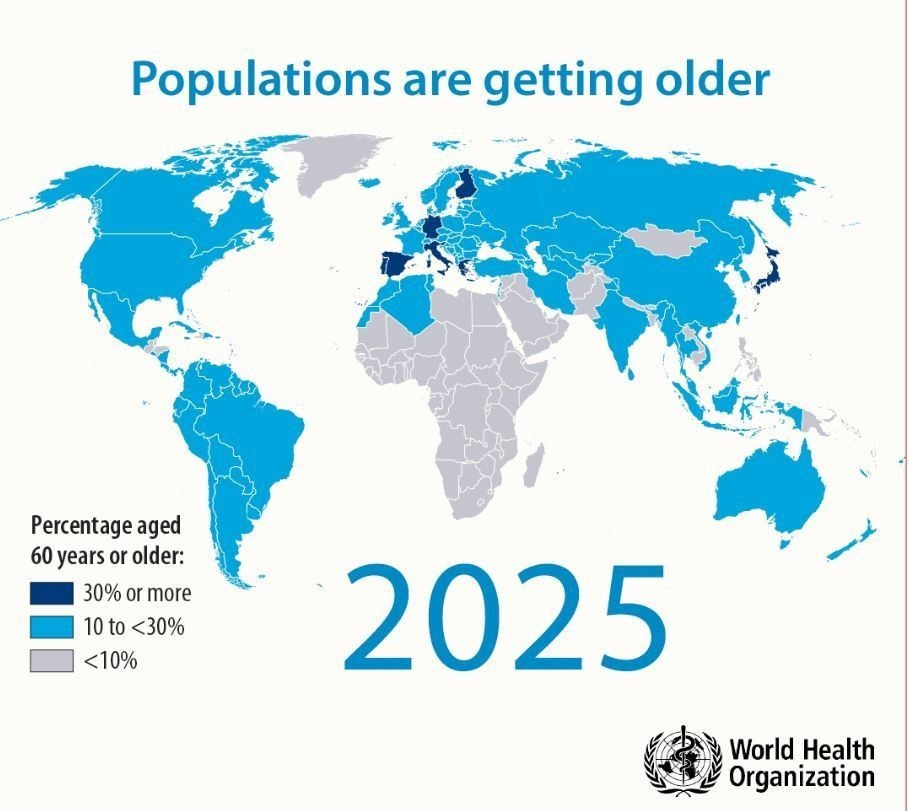 Populations are getting older
Percentage aged
60 years or older:
30% or more
10 to <30%
<10%
2025
World Health
Organization